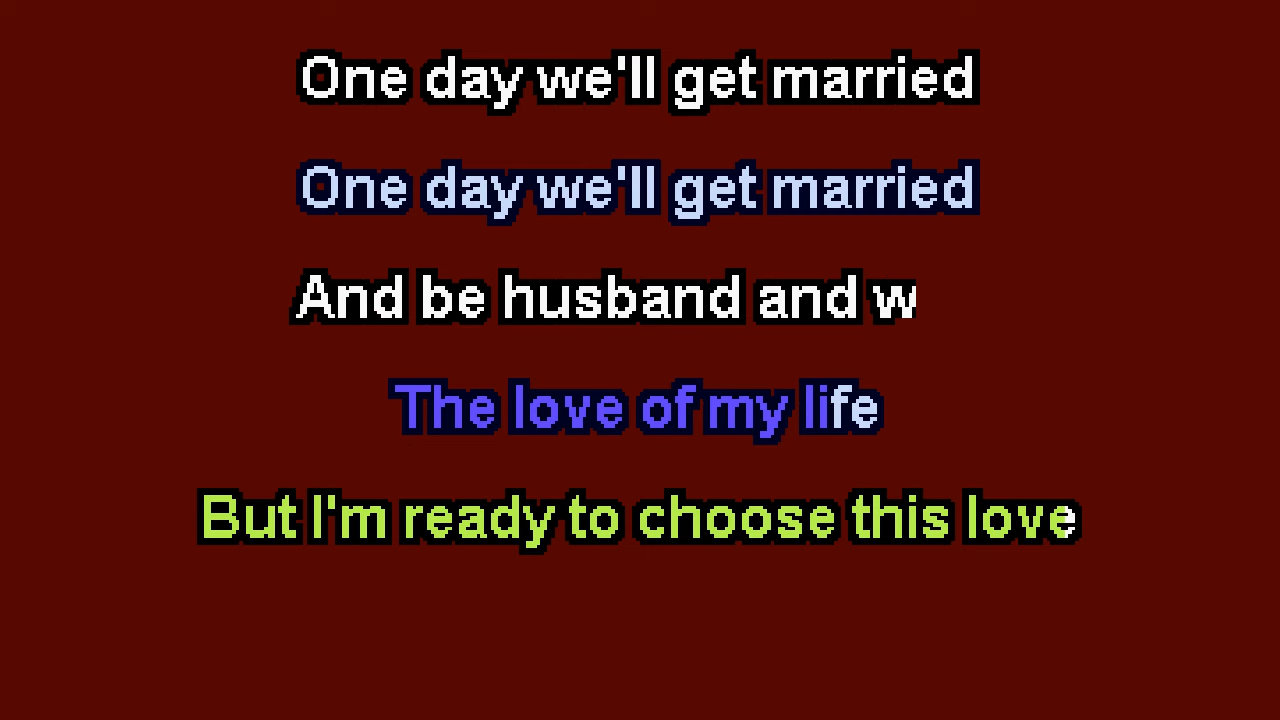 One day we'll get married
One day we'll get married
And be husband and w
The love of my life
But I'm ready to choose this love